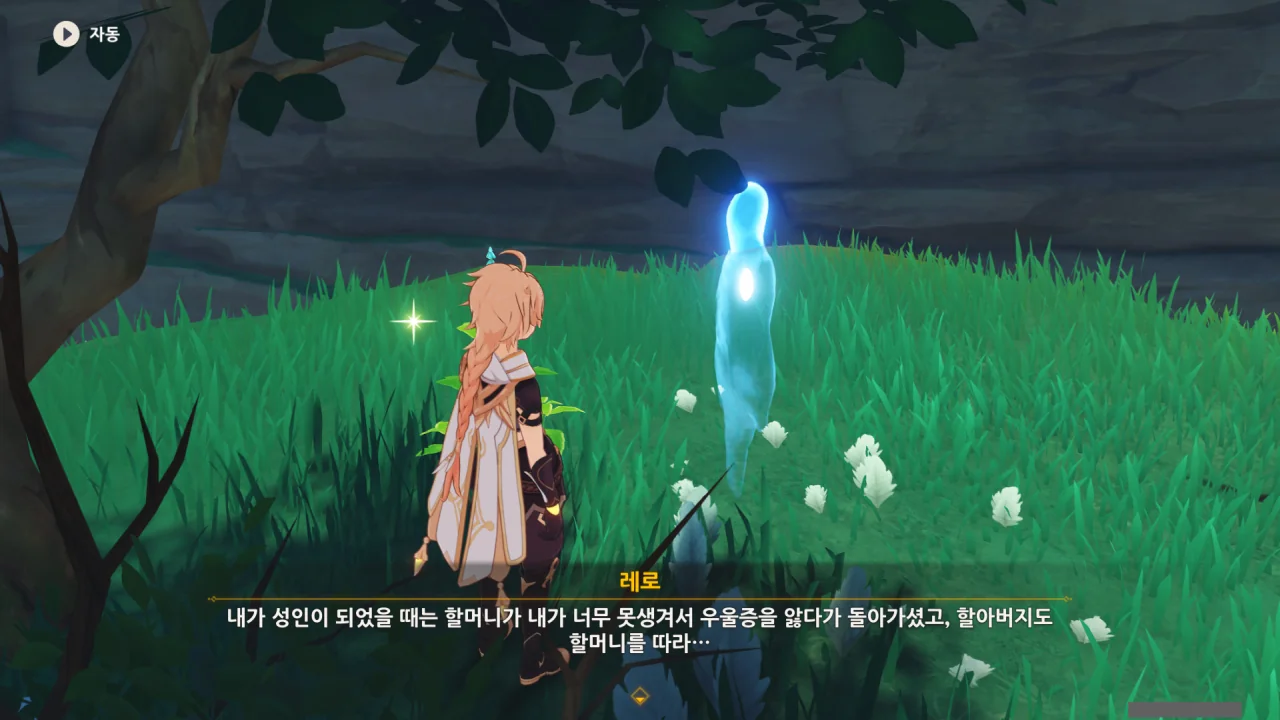 자동
레로
내가 성인이 되었을 때는 할머니가 내가 너무 못생겨서 우울증을 앓다가 돌아가셨고, 할아버지도
할머니를 따라…